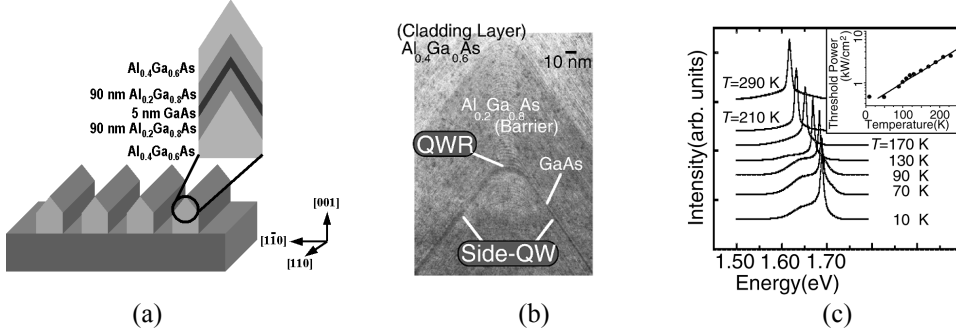 Al0.4Ga0.6As
90 nm Al0.2Ga0.8As
5 nm GaAs
90 nm Al0.2Ga0.8As
Al0.4Ga0.6As
[001]
[11̄0]
[110]
(a)
(Cladding Layer)
Al0.4Ga0.6As
10 nm
Al0.2Ga0.8As
(Barrier)
QWR
GaAs
Side-QW
(b)
(c)
Intensity(arb. units)
T=290 K
T=210 K
T=170 K
130 K
90 K
70 K
10 K
Threshold Power
(kW/cm2)
10
1
0 100 200
Temperature(K)
1.50 1.60 1.70
Energy(eV)